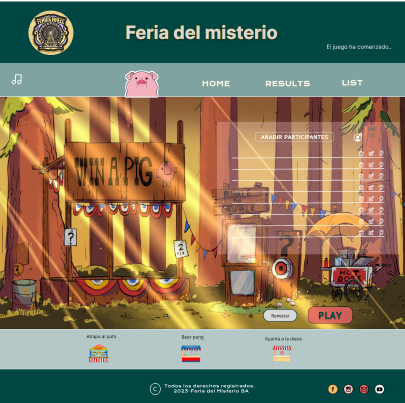 Feria del misterio
El juego ha comenzado..
HOME
RESULTS
LIST
AÑADIR PARTICIPANTES
WIN A PIG
?
2
?
HOT DOGS
Reiniciar
PLAY
Atrapa al pato
Beer pong
Apunta a la diana
© Todos los derechos registrados.
2023-Feria del Misterio SA